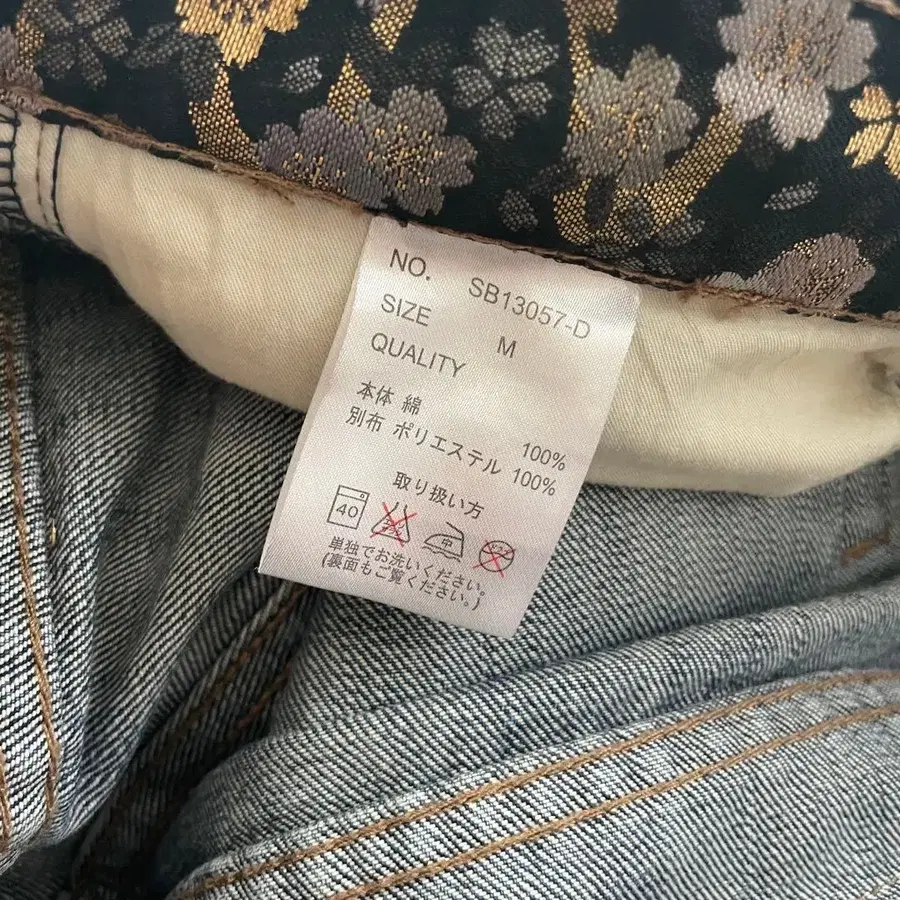 NO. SB13057-D
SIZE M
QUALITY
本体 綿 100%
別布 ポリエステル 100%
取り扱い方
40
単独でお洗いください。
(裏面もご覧ください。)